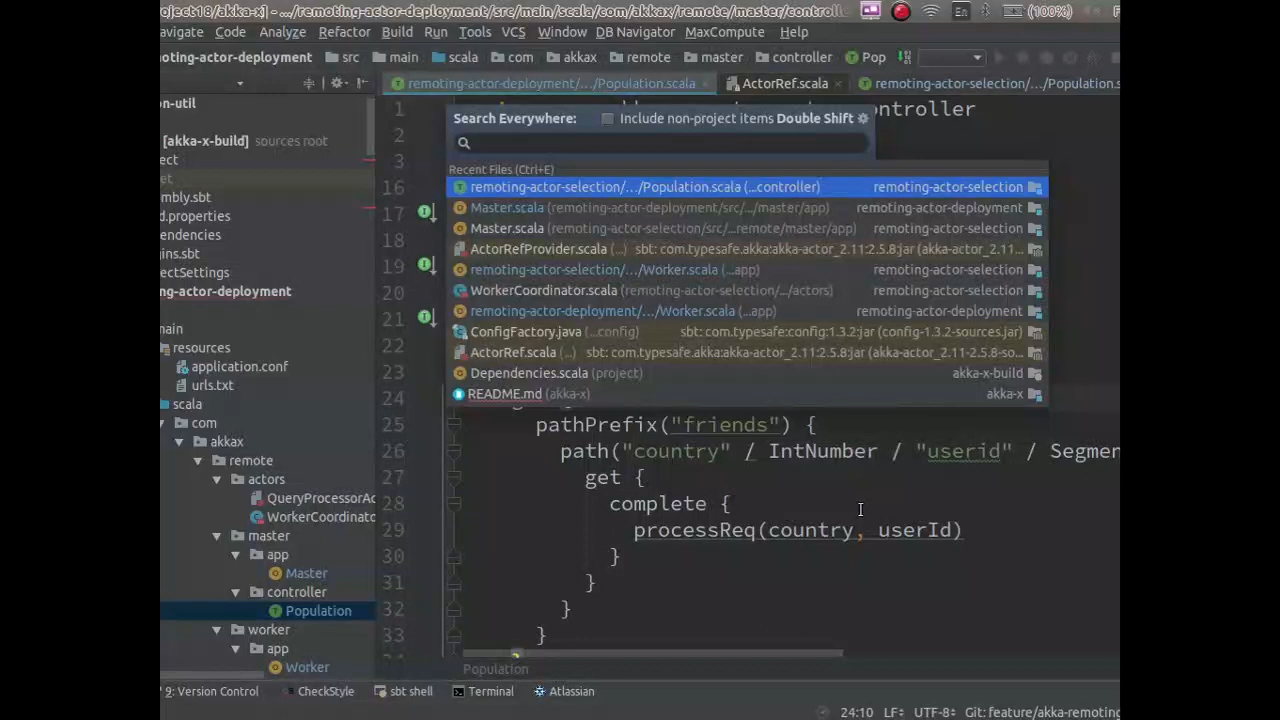 oject18/akka-x] - .../remoting-actor-deployment/src/main/scala/com/akkax/remote/master/controll
En (100%)
avigate Code Analyze Refactor Build Run Tools VCS Window DB Navigator MaxCompute Help
oting-actor-deployment src main scala com akkax remote master controller Pop
remoting-actor-deployment/.../Population.scala ActorRef.scala remoting-actor-selection/.../Population.s
on-util
[akka-x-build] sources root
ject
et
embly.sbt
d.properties
endencies
gins.sbt
ectSettings
ng-actor-deployment
main
resources
application.conf
urls.txt
scala
com
akkax
remote
actors
QueryProcessorAc
WorkerCoordinato
master
app
Master
controller
Population
worker
app
Worker
Search Everywhere: Include non-project items Double Shift
Recent Files (Ctrl+E)
remoting-actor-selection/.../Population.scala (...controller) remoting-actor-selection
Master.scala (remoting-actor-deployment/src/.../master/app) remoting-actor-deployment
Master.scala (remoting-actor-selection/src/...remote/master/app) remoting-actor-selection
ActorRefProvider.scala (...) sbt: com.typesafe.akka:akka-actor_2.11:2.5.8:jar (akka-actor_2.11...
remoting-actor-selection/.../Worker.scala (...app) remoting-actor-selection
WorkerCoordinator.scala (remoting-actor-selection/.../actors) remoting-actor-selection
remoting-actor-deployment/.../Worker.scala (...app) remoting-actor-deployment
ConfigFactory.java (...config) sbt: com.typesafe:config:1.3.2:jar (config-1.3.2-sources.jar)
ActorRef.scala (...) sbt: com.typesafe.akka:akka-actor_2.11:2.5.8:jar (akka-actor_2.11-2.5.8-so...
Dependencies.scala (project) akka-x-build
README.md (akka-x) akka-x
1 controller
2
3
16
17
18
19
20
21
22
23
24
25 pathPrefix("friends") {
26 path("country" / IntNumber / "userid" / Segmen
27 get {
28 complete {
29 processReq(country, userId)
30 }
31 }
32 }
33 }
Population
9: Version Control CheckStyle sbt shell Terminal Atlassian
24:10 LF UTF-8 Git: feature/akka-remoting